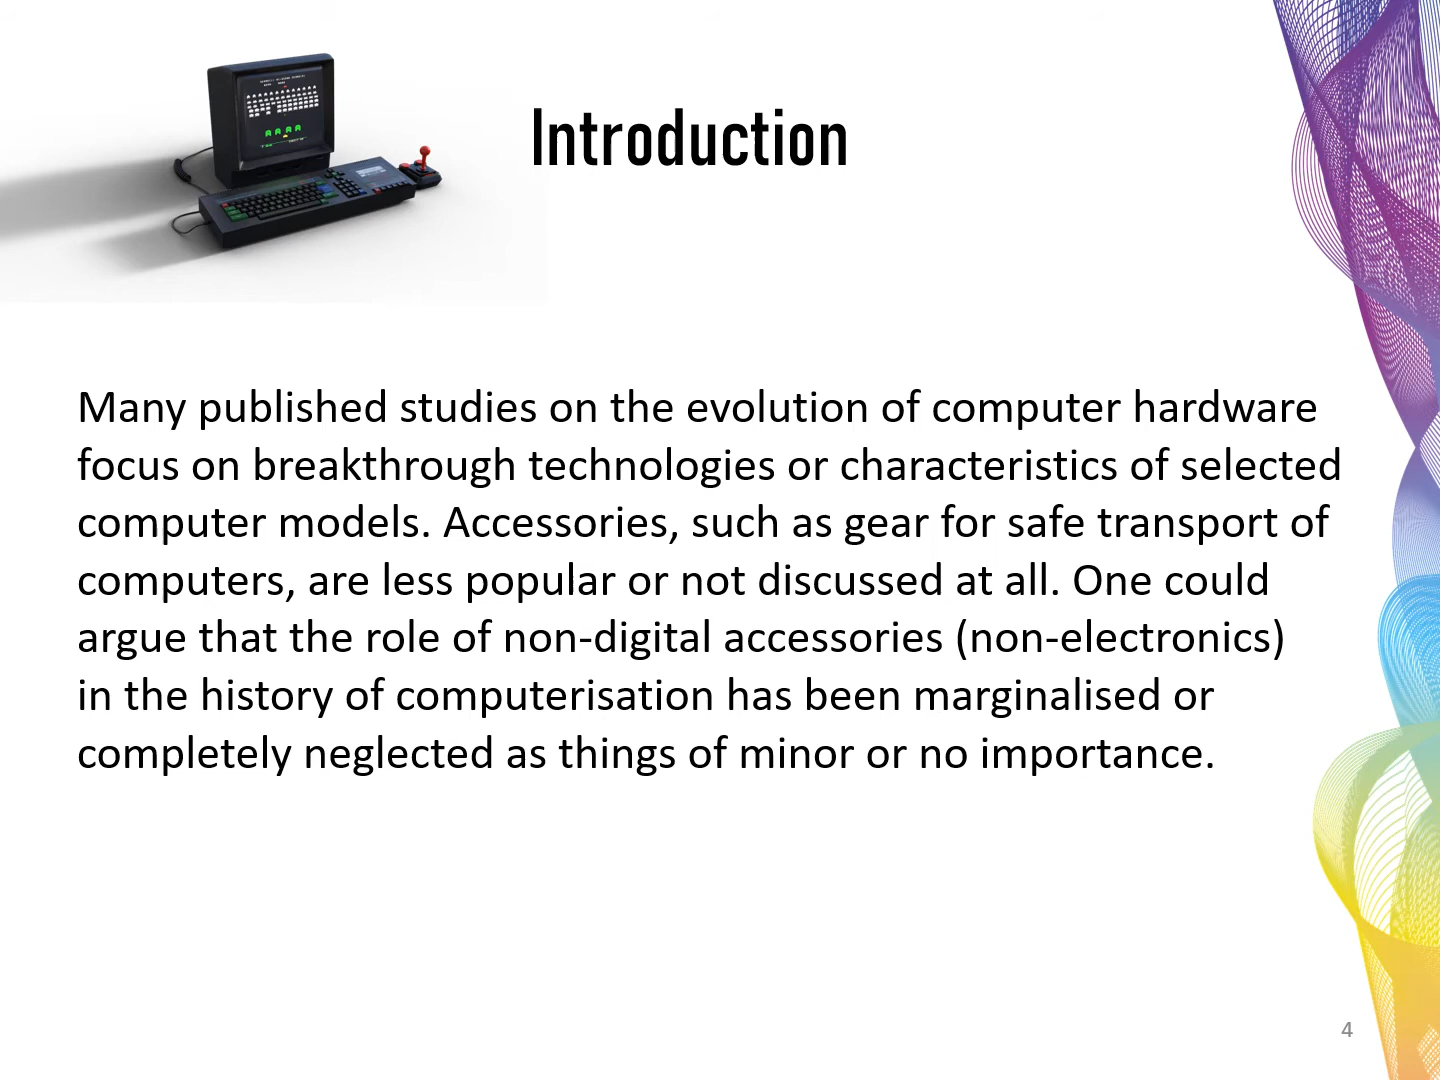 Introduction
Many published studies on the evolution of computer hardware
focus on breakthrough technologies or characteristics of selected
computer models. Accessories, such as gear for safe transport of
computers, are less popular or not discussed at all. One could
argue that the role of non-digital accessories (non-electronics)
in the history of computerisation has been marginalised or
completely neglected as things of minor or no importance.
4